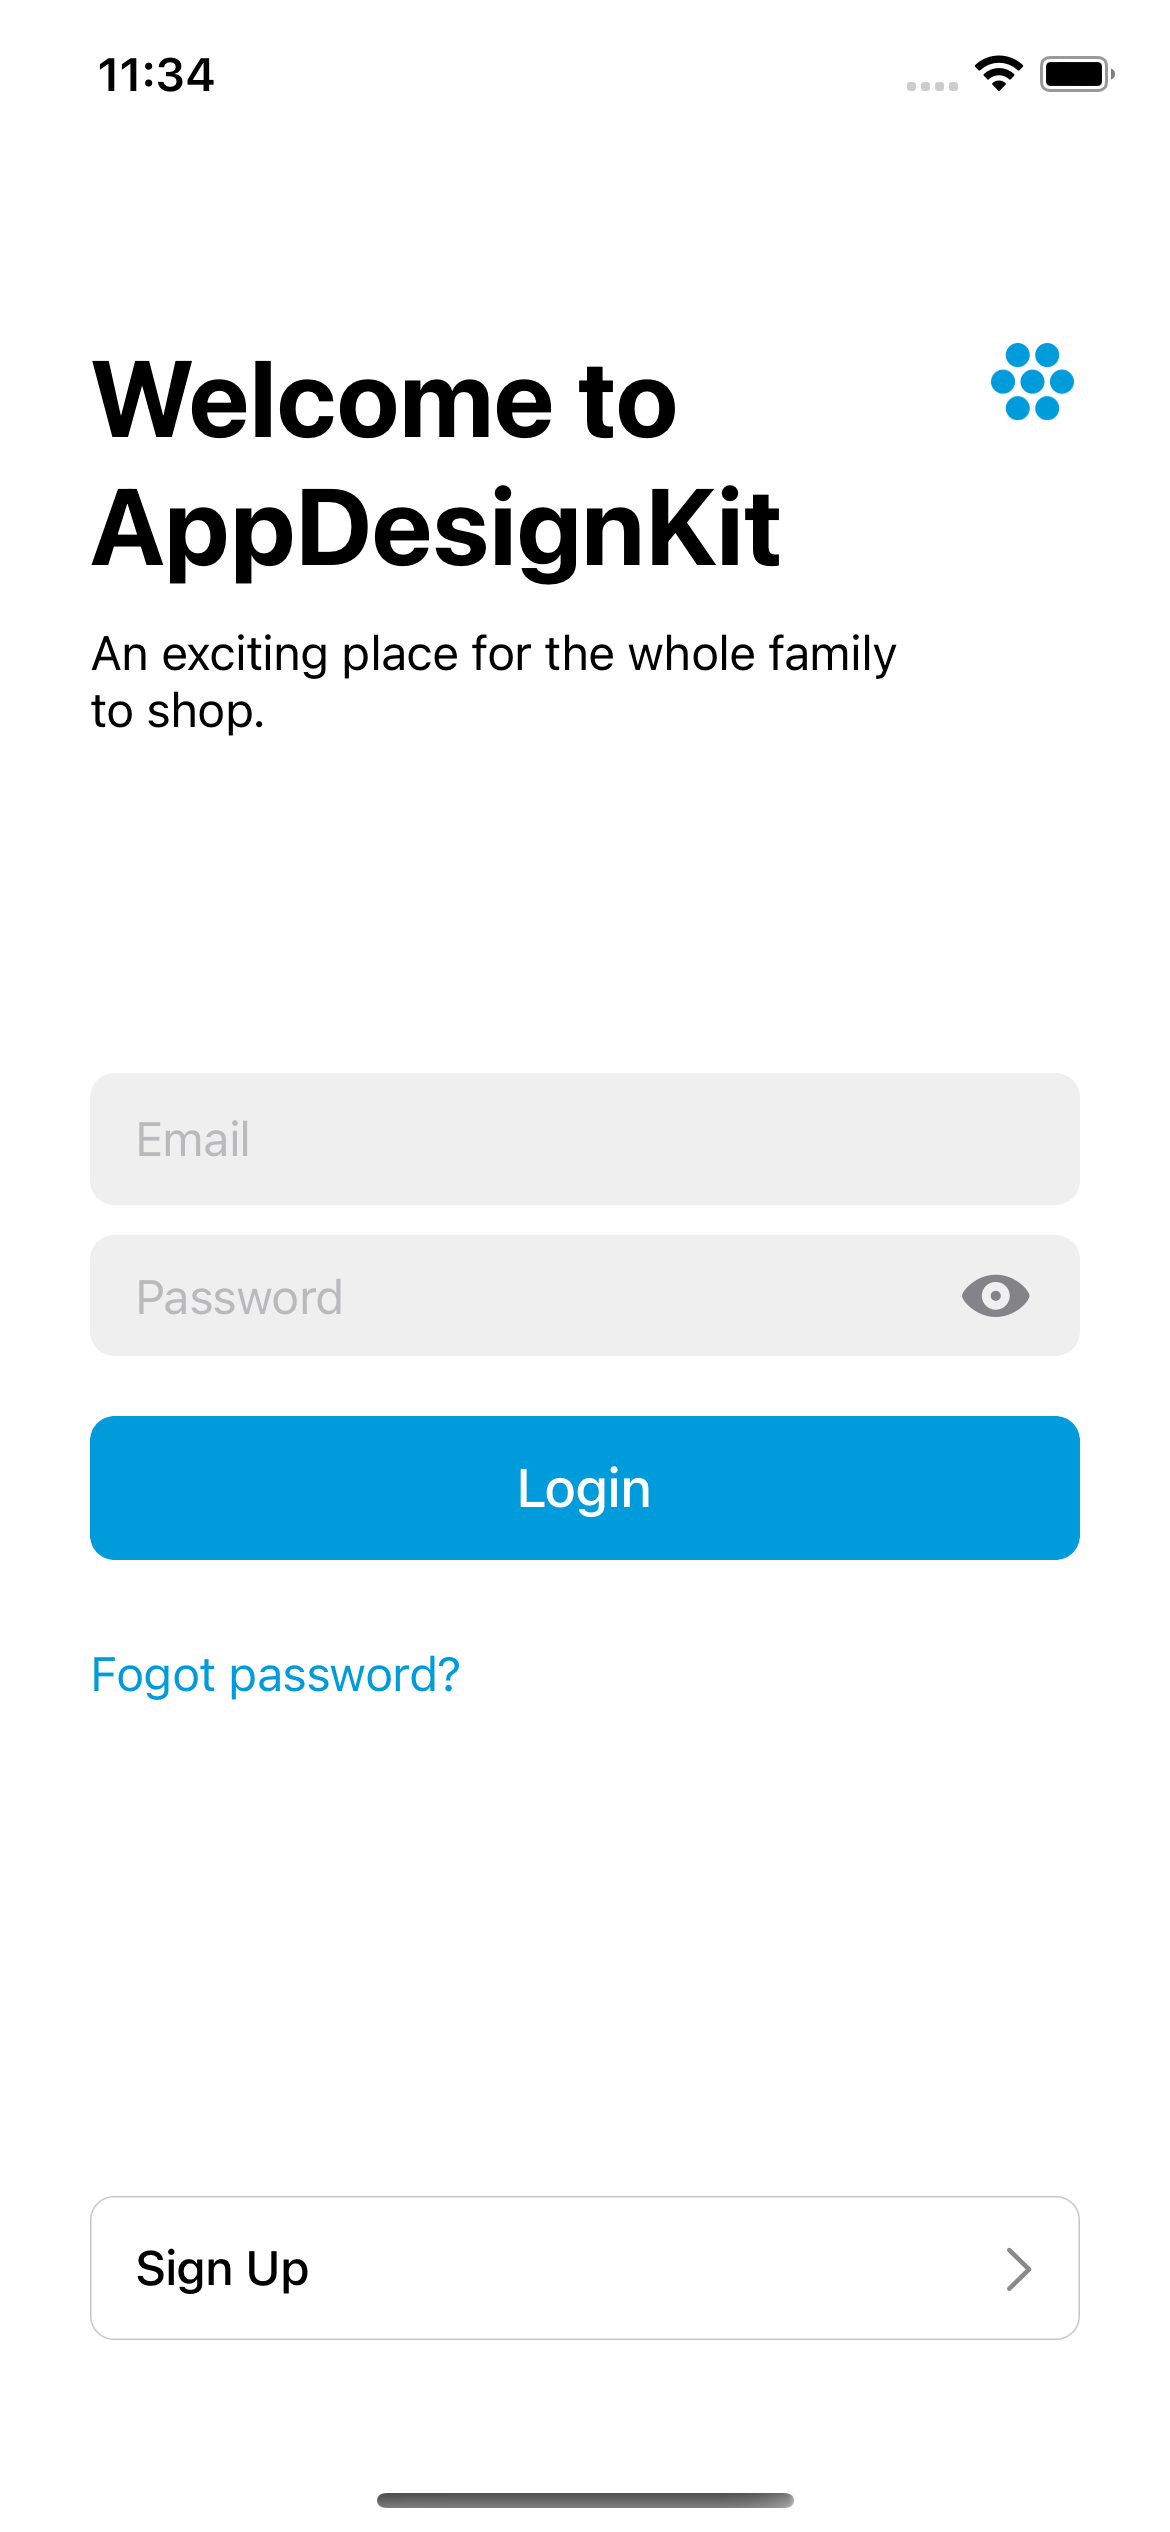 11:34
Welcome to
AppDesignKit
An exciting place for the whole family
to shop.
Email
Password
Login
Fogot password?
Sign Up